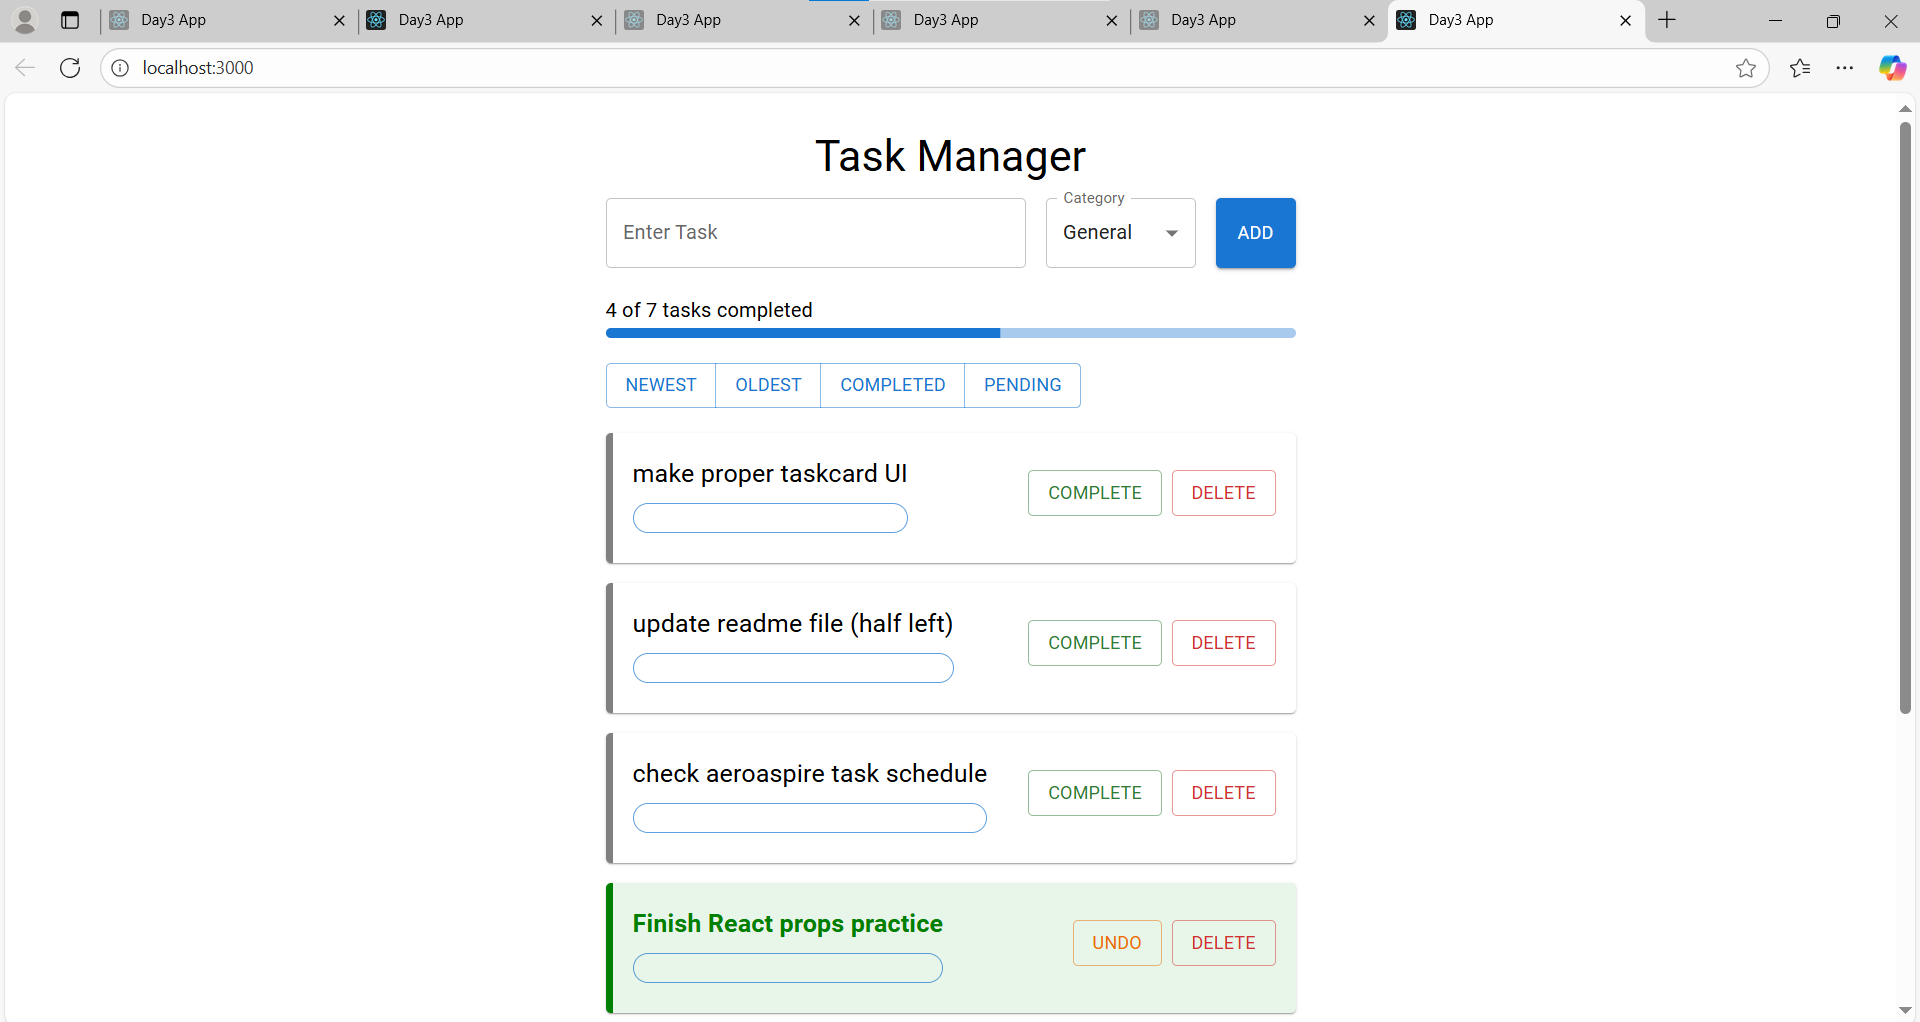 Day3 App
Day3 App
Day3 App
Day3 App
Day3 App
Day3 App
localhost:3000
Task Manager
Enter Task
Category
General
ADD
4 of 7 tasks completed
NEWEST OLDEST COMPLETED PENDING
make proper taskcard UI
COMPLETE DELETE
update readme file (half left)
COMPLETE DELETE
check aeroaspire task schedule
COMPLETE DELETE
Finish React props practice
UNDO DELETE